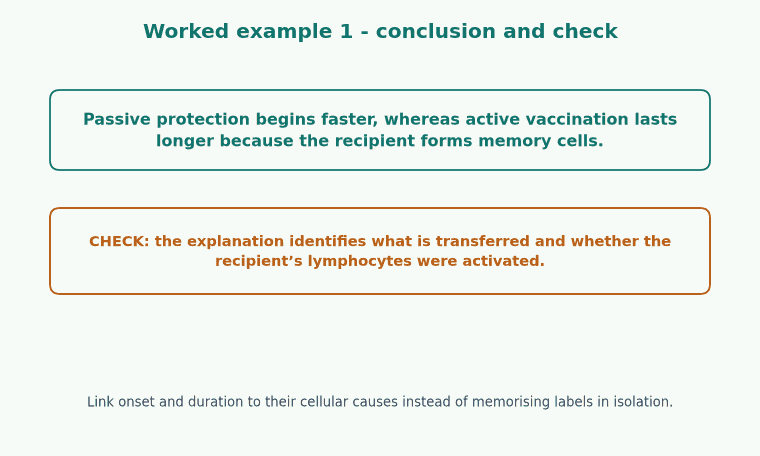 Worked example 1 - conclusion and check
Passive protection begins faster, whereas active vaccination lasts
longer because the recipient forms memory cells.
CHECK: the explanation identifies what is transferred and whether the
recipient’s lymphocytes were activated.
Link onset and duration to their cellular causes instead of memorising labels in isolation.